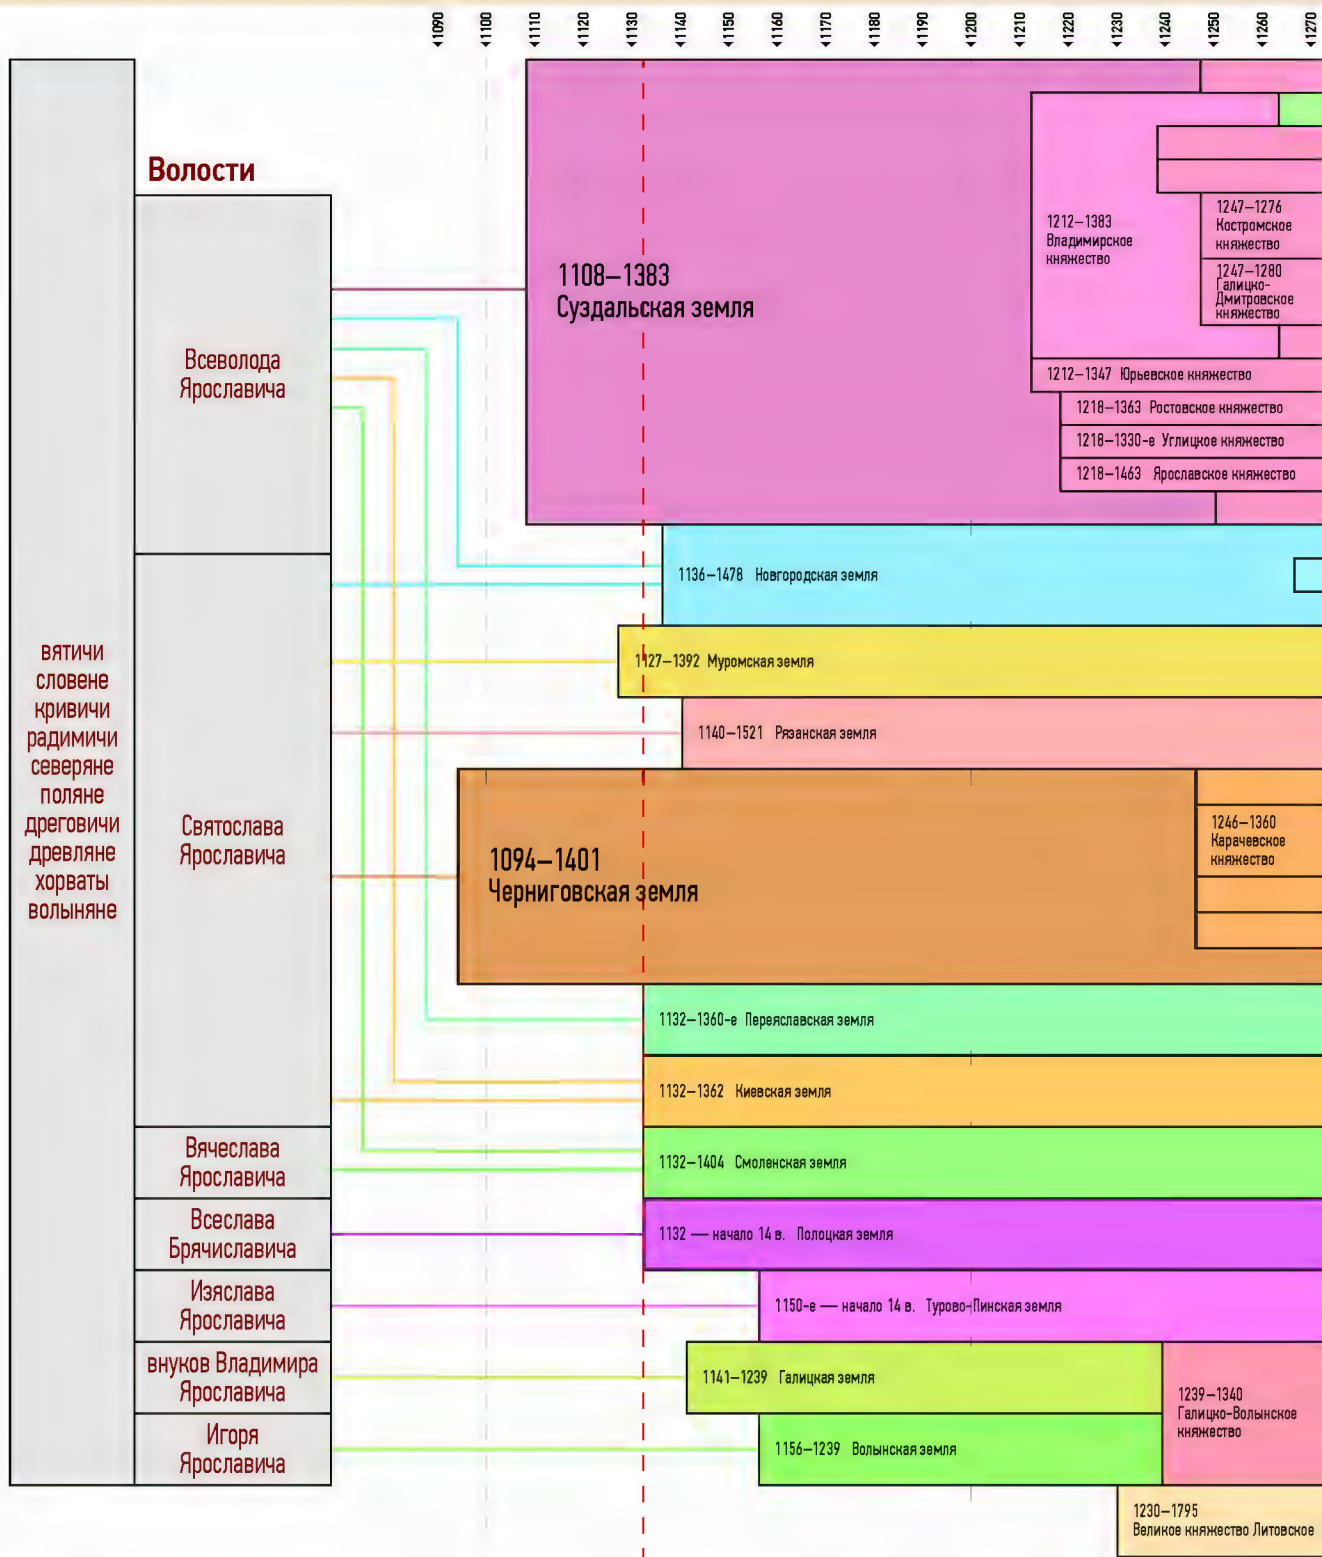 ◂1090
◂1100
◂1110
◂1120
◂1130
◂1140
◂1150
◂1160
◂1170
◂1180
◂1190
◂1200
◂1210
◂1220
◂1230
◂1240
◂1250
◂1260
◂1270
Волости
вятичи
словене
кривичи
радимичи
северяне
поляне
дреговичи
древляне
хорваты
волыняне
Всеволода
Ярославича
Святослава
Ярославича
Вячеслава
Ярославича
Всеслава
Брячиславича
Изяслава
Ярославича
внуков Владимира
Ярославича
Игоря
Ярославича
1108–1383
Суздальская земля
1212–1383
Владимирское
княжество
1247–1276
Костромское
княжество
1247–1280
Галицко-
Дмитровское
княжество
1212–1347 Юрьевское княжество
1218–1363 Ростовское княжество
1218–1330-е Углицкое княжество
1218–1463 Ярославское княжество
1136–1478 Новгородская земля
1127–1392 Муромская земля
1140–1521 Рязанская земля
1094–1401
Черниговская земля
1246–1360
Карачевское
княжество
1132–1360-е Переяславская земля
1132–1362 Киевская земля
1132–1404 Смоленская земля
1132 — начало 14 в. Полоцкая земля
1150-е — начало 14 в. Турово-Пинская земля
1141–1239 Галицкая земля
1156–1239 Волынская земля
1239–1340
Галицко-Волынское
княжество
1230–1795
Великое княжество Литовское